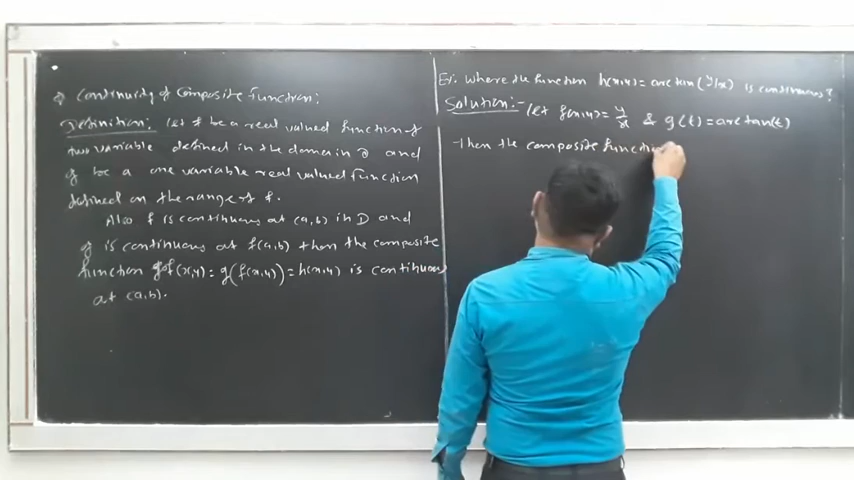 Continuity of Composite Function:
Definition: let f be a real valued function of
two variable defined in the domain D and
g be a one variable real valued function
defined on the range of f.
Also f is continuous at (a,b) in D and
g is continuous at f(a,b) then the composite
function gof(x,y) = g(f(x,y)) = h(x,y) is continuous
at (a,b).
Ex: Where the function h(x,y) = arc tan(y/x) is continuous?
Solution:- let f(x,y) = y/x & g(t) = arc tan(t)
Then the composite functi